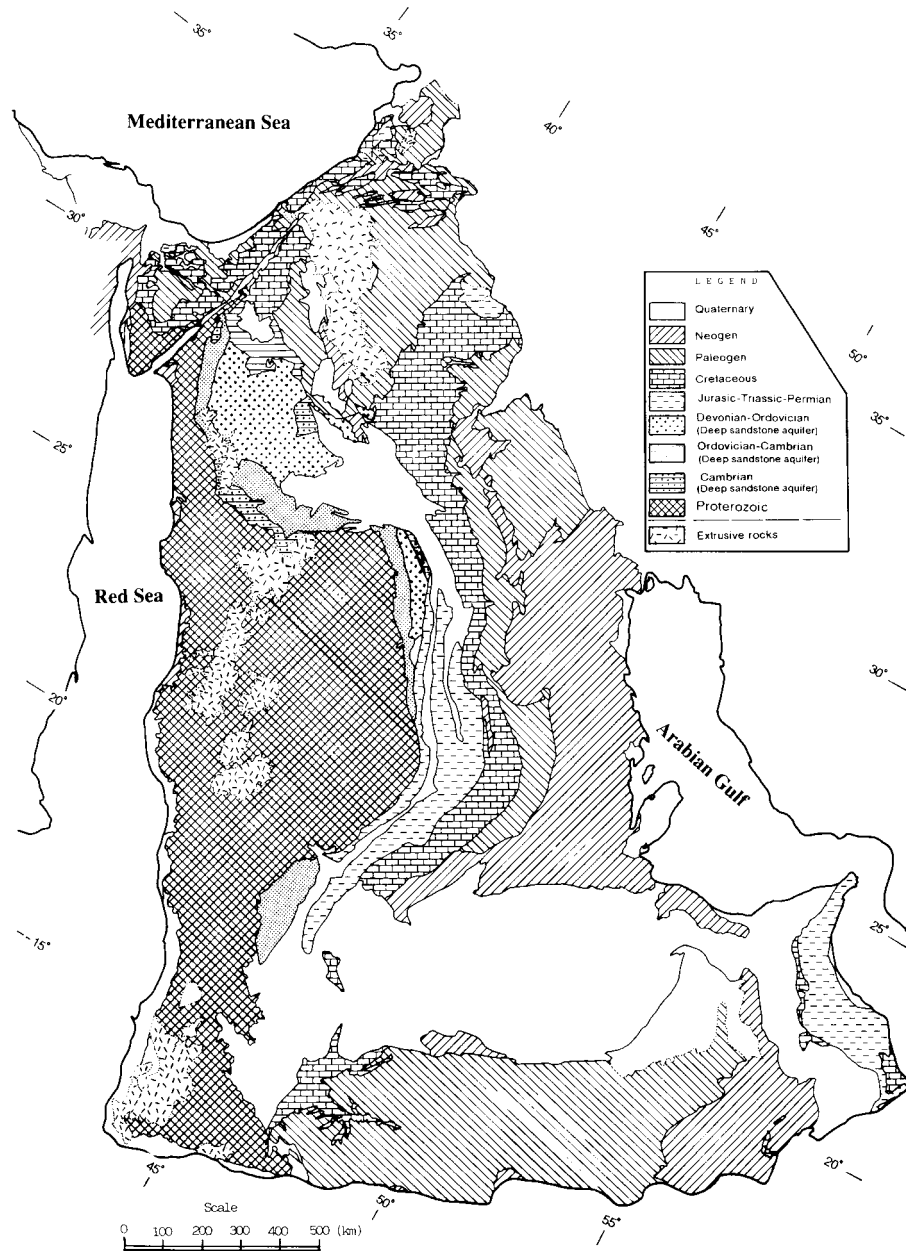 35°
35°
Mediterranean Sea
40°
30°
45°
LEGEND
Quaternary
Neogen
Paleogen
Cretaceous
Jurasic-Triassic-Permian
Devonian-Ordovician
(Deep sandstone aquifer)
Ordovician-Cambrian
(Deep sandstone aquifer)
Cambrian
(Deep sandstone aquifer)
Proterozoic
Extrusive rocks
50°
35°
25°
Red Sea
20°
30°
Arabian Gulf
15°
25°
45°
50°
55°
20°
Scale
0 100 200 300 400 500 (km)